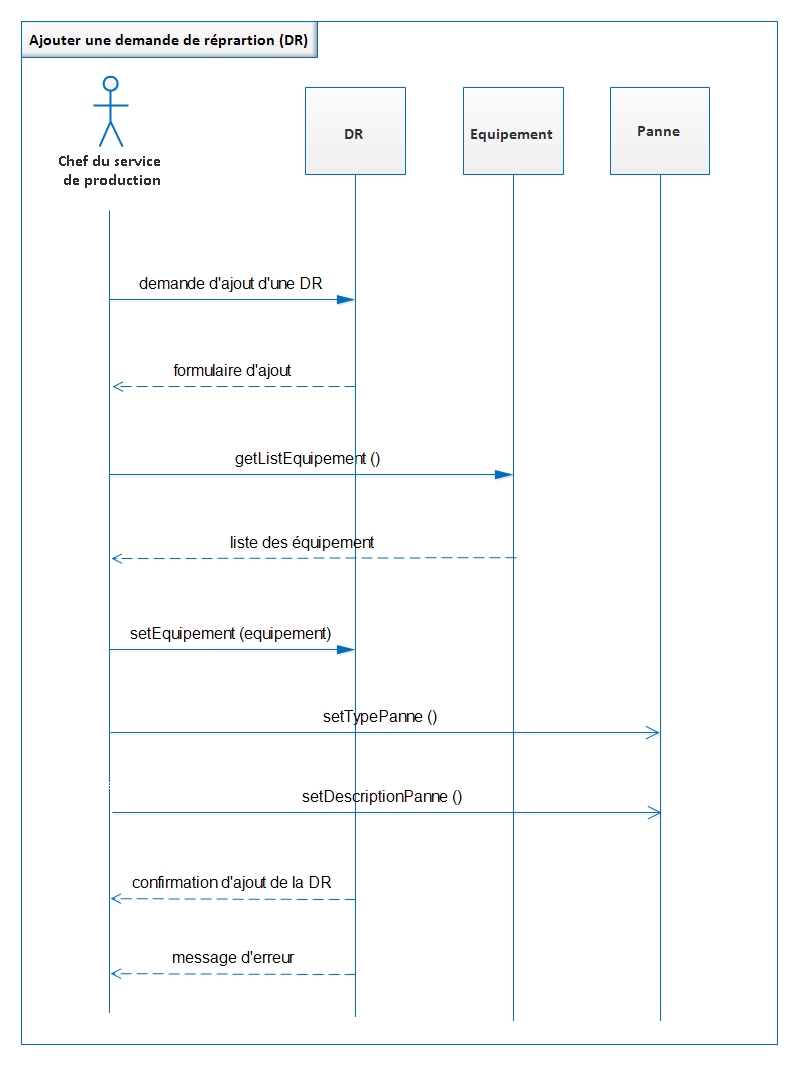 Ajouter une demande de réprartion (DR)
Chef du service
de production
DR
Equipement
Panne
demande d'ajout d'une DR
formulaire d'ajout
getListEquipement ()
liste des équipement
setEquipement (equipement)
setTypePanne ()
setDescriptionPanne ()
confirmation d'ajout de la DR
message d'erreur